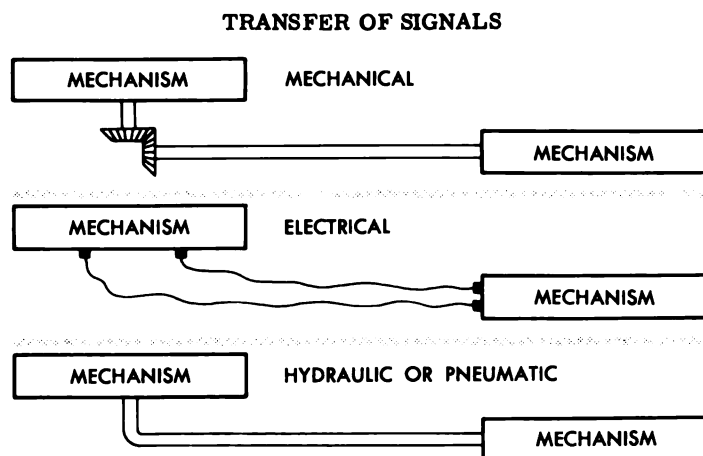 TRANSFER OF SIGNALS
MECHANISM MECHANICAL
MECHANISM
MECHANISM ELECTRICAL
MECHANISM
MECHANISM HYDRAULIC OR PNEUMATIC
MECHANISM